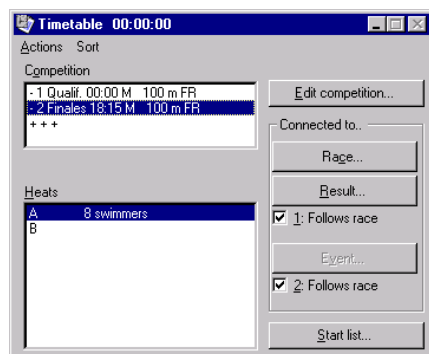 Timetable 00:00:00
Actions Sort
Competition
- 1 Qualif. 00:00 M 100 m FR
- 2 Finales 18:15 M 100 m FR
+ + +
Edit competition...
Connected to..
Race...
Result...
1: Follows race
Event...
2: Follows race
Start list...
Heats
A 8 swimmers
B